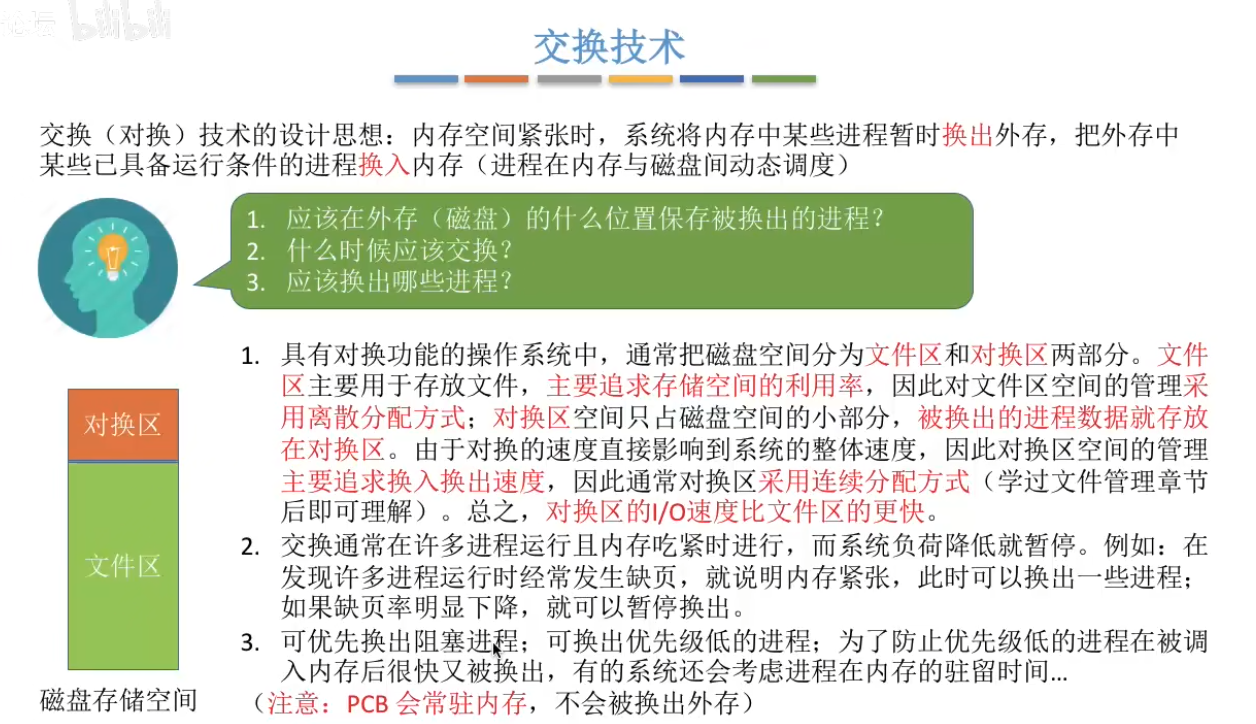 bilibili
交换技术
交换（对换）技术的设计思想：内存空间紧张时，系统将内存中某些进程暂时换出外存，把外存中
某些已具备运行条件的进程换入内存（进程在内存与磁盘间动态调度）
1. 应该在外存（磁盘）的什么位置保存被换出的进程？
2. 什么时候应该交换？
3. 应该换出哪些进程？
1. 具有对换功能的操作系统中，通常把磁盘空间分为文件区和对换区两部分。文件
区主要用于存放文件，主要追求存储空间的利用率，因此对文件区空间的管理采
用离散分配方式；对换区空间只占磁盘空间的小部分，被换出的进程数据就存放
在对换区。由于对换的速度直接影响到系统的整体速度，因此对换区空间的管理
主要追求换入换出速度，因此通常对换区采用连续分配方式（学过文件管理章节
后即可理解）。总之，对换区的I/O速度比文件区的更快。
2. 交换通常在许多进程运行且内存吃紧时进行，而系统负荷降低就暂停。例如：在
发现许多进程运行时经常发生缺页，就说明内存紧张，此时可以换出一些进程；
如果缺页率明显下降，就可以暂停换出。
3. 可优先换出阻塞进程；可换出优先级低的进程；为了防止优先级低的进程在被调
入内存后很快又被换出，有的系统还会考虑进程在内存的驻留时间…
（注意：PCB 会常驻内存，不会被换出外存）
对换区
文件区
磁盘存储空间